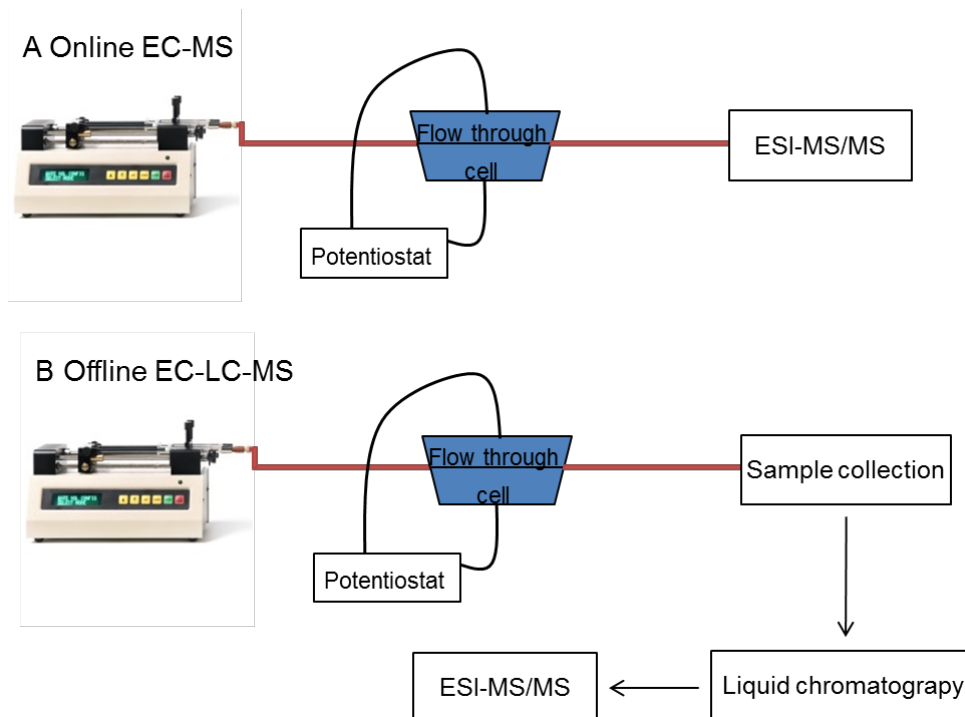 A Online EC-MS
Flow through
cell
ESI-MS/MS
Potentiostat
B Offline EC-LC-MS
Flow through
cell
Sample collection
Potentiostat
ESI-MS/MS
Liquid chromatograpy